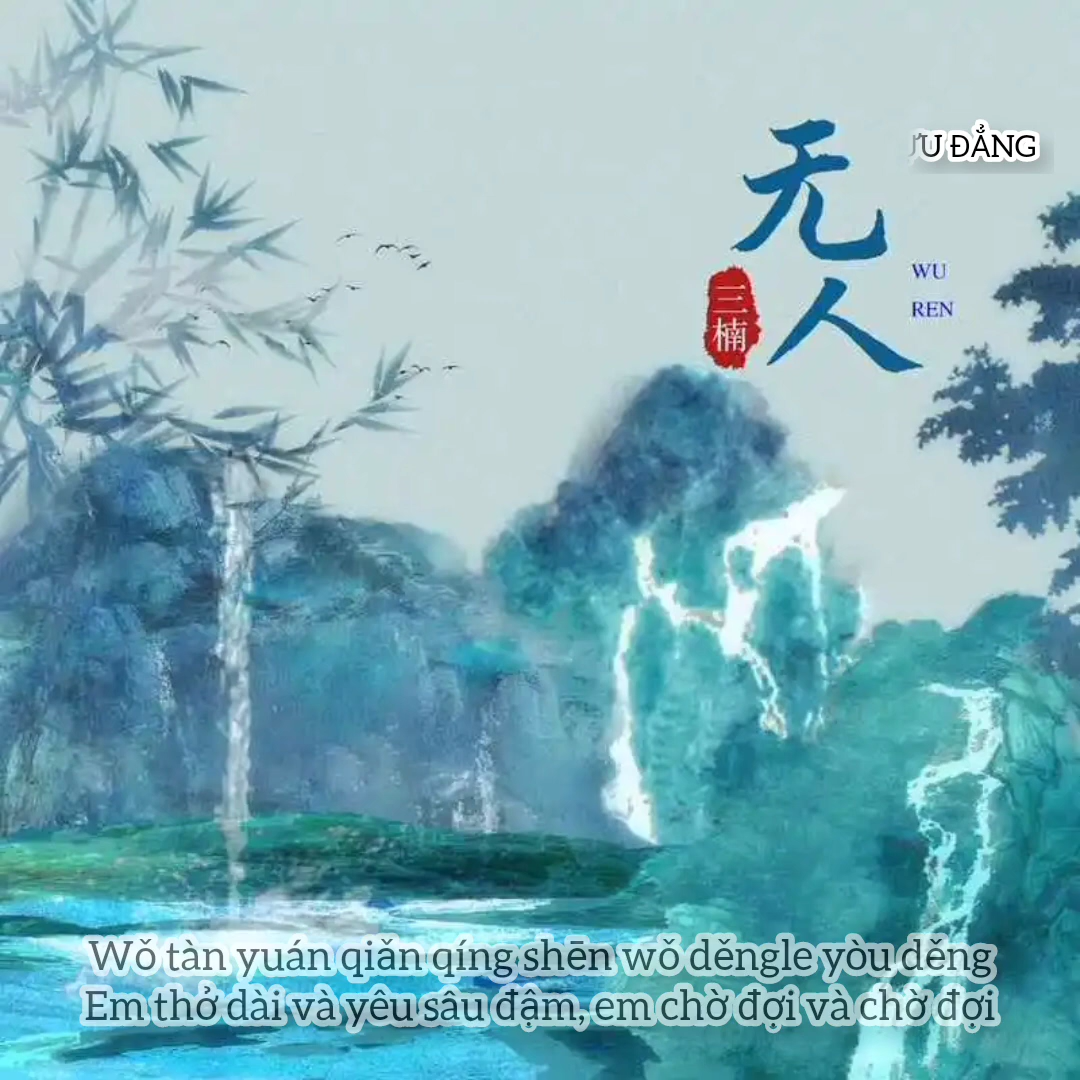 无人
三楠
ƯU ĐẲNG
WU
REN
Wǒ tàn yuán qiǎn qíng shēn wǒ děngle yòu děng
Em thở dài và yêu sâu đậm, em chờ đợi và chờ đợi